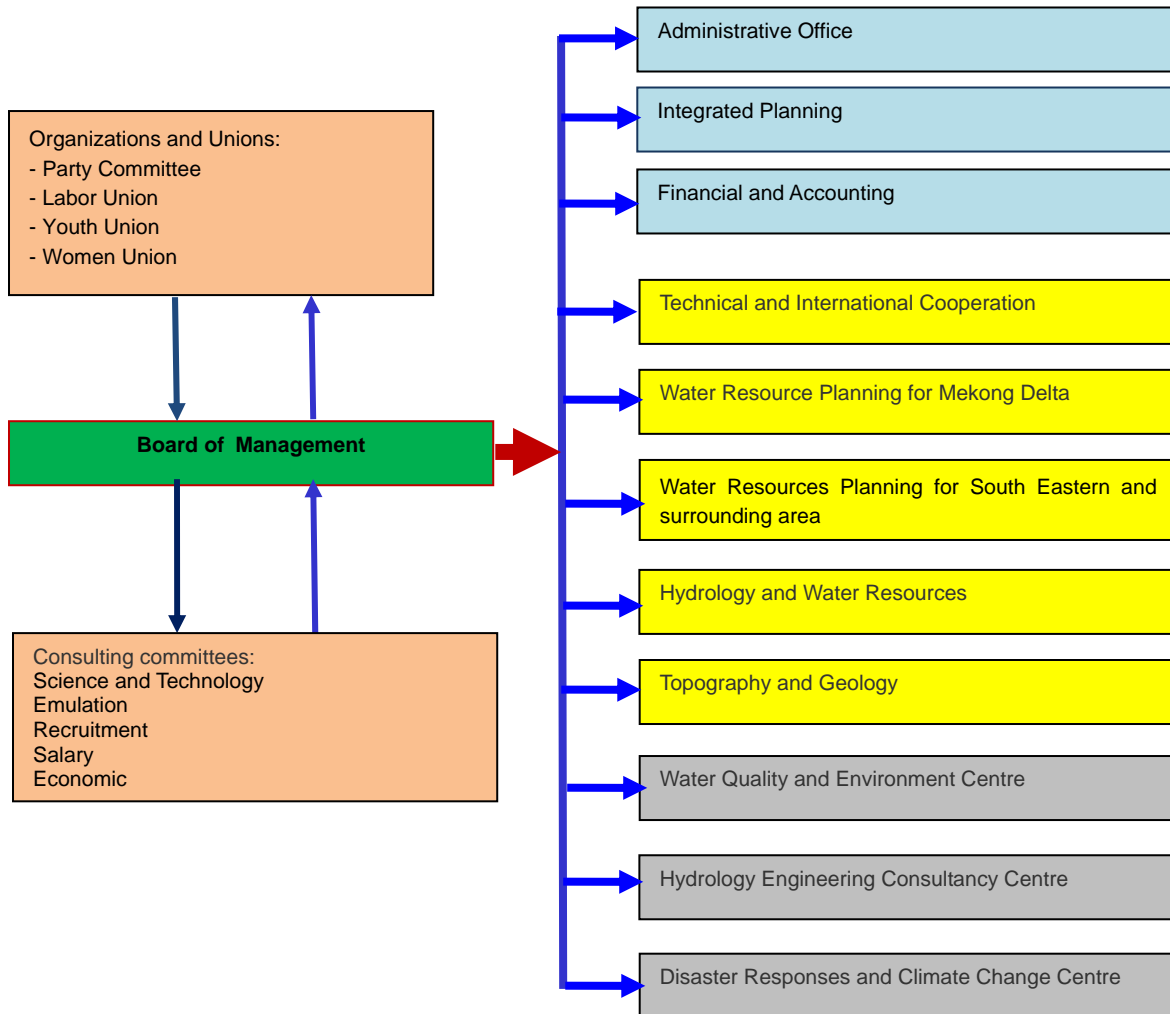 Organizations and Unions:
- Party Committee
- Labor Union
- Youth Union
- Women Union
Board of Management
Consulting committees:
Science and Technology
Emulation
Recruitment
Salary
Economic
Administrative Office
Integrated Planning
Financial and Accounting
Technical and International Cooperation
Water Resource Planning for Mekong Delta
Water Resources Planning for South Eastern and
surrounding area
Hydrology and Water Resources
Topography and Geology
Water Quality and Environment Centre
Hydrology Engineering Consultancy Centre
Disaster Responses and Climate Change Centre